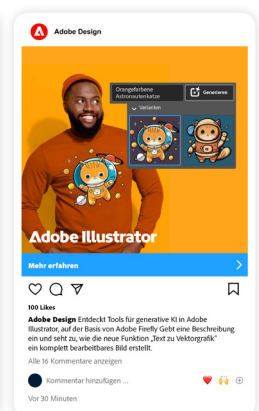 Adobe Design
Orangefarbene
Astronautenkatze
Generieren
Varianten
Adobe Illustrator
Mehr erfahren
100 Likes
Adobe Design Entdeckt Tools für generative KI in Adobe
Illustrator, auf der Basis von Adobe Firefly Gebt eine Beschreibung
ein und seht zu, wie die neue Funktion „Text zu Vektorgrafik"
ein komplett bearbeitbares Bild erstellt.
Alle 16 Kommentare anzeigen
Kommentar hinzufügen ...
Vor 30 Minuten